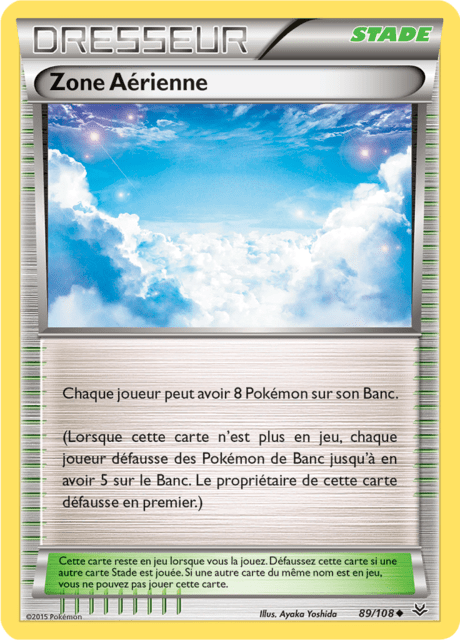 DRESSEUR
STADE
Zone Aérienne
Chaque joueur peut avoir 8 Pokémon sur son Banc.
(Lorsque cette carte n'est plus en jeu, chaque
joueur défausse des Pokémon de Banc jusqu'à en
avoir 5 sur le Banc. Le propriétaire de cette carte
défausse en premier.)
Cette carte reste en jeu lorsque vous la jouez. Défaussez cette carte si une
autre carte Stade est jouée. Si une autre carte du même nom est en jeu,
vous ne pouvez pas jouer cette carte.
©2015 Pokémon
Illus. Ayaka Yoshida
89/108